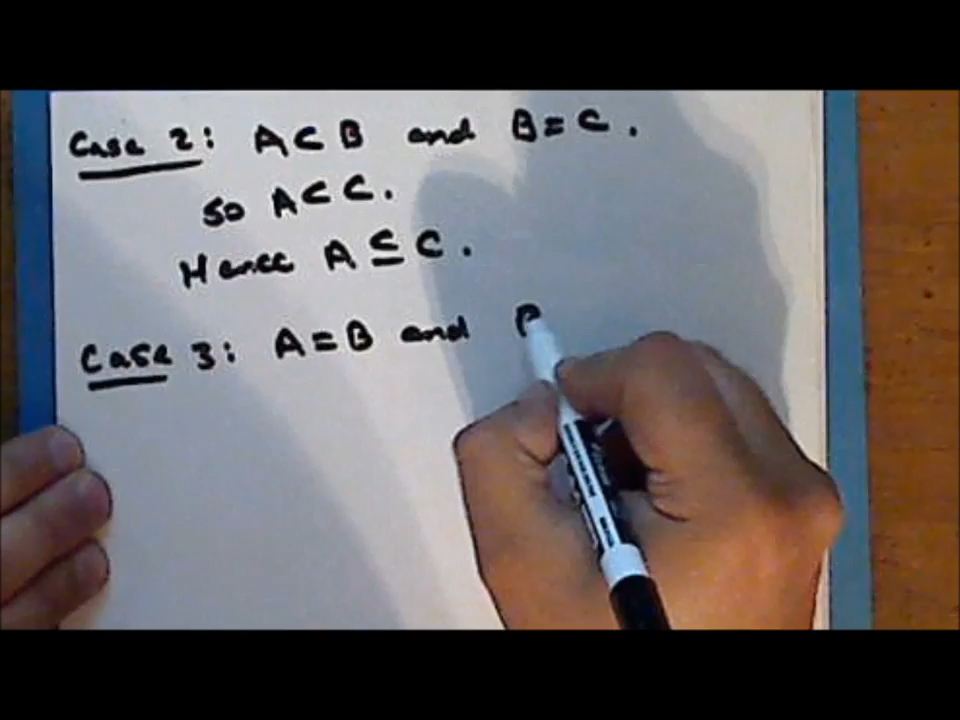 Case 2: A ⊂ B and B = C.
So A ⊂ C.
Hence A ⊆ C.
Case 3: A = B and B